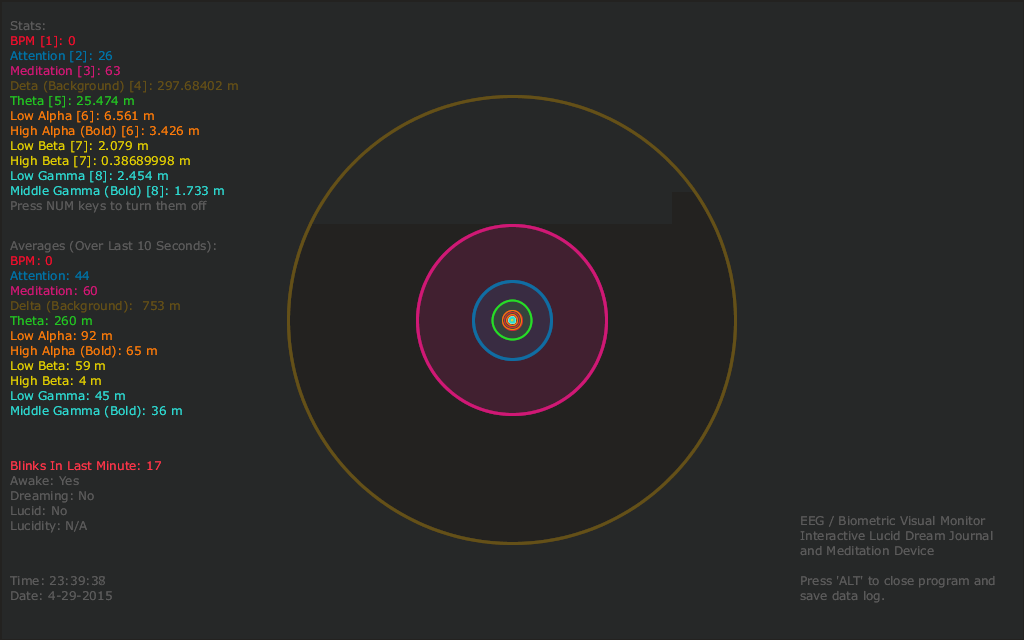 Stats:
BPM [1]: 0
Attention [2]: 26
Meditation [3]: 63
Deta (Background) [4]: 297.68402 m
Theta [5]: 25.474 m
Low Alpha [6]: 6.561 m
High Alpha (Bold) [6]: 3.426 m
Low Beta [7]: 2.079 m
High Beta [7]: 0.38689998 m
Low Gamma [8]: 2.454 m
Middle Gamma (Bold) [8]: 1.733 m
Press NUM keys to turn them off
Averages (Over Last 10 Seconds):
BPM: 0
Attention: 44
Meditation: 60
Delta (Background):  753 m
Theta: 260 m
Low Alpha: 92 m
High Alpha (Bold): 65 m
Low Beta: 59 m
High Beta: 4 m
Low Gamma: 45 m
Middle Gamma (Bold): 36 m
Blinks In Last Minute: 17
Awake: Yes
Dreaming: No
Lucid: No
Lucidity: N/A
Time: 23:39:38
Date: 4-29-2015
EEG / Biometric Visual Monitor
Interactive Lucid Dream Journal
and Meditation Device
Press 'ALT' to close program and
save data log.